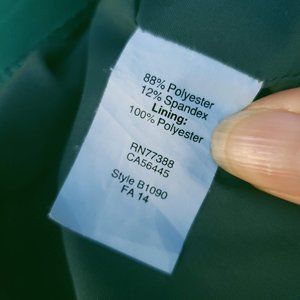 88% Polyester
12% Spandex
Lining:
100% Polyester
RN77388
CA56445
Style B1090
FA 14